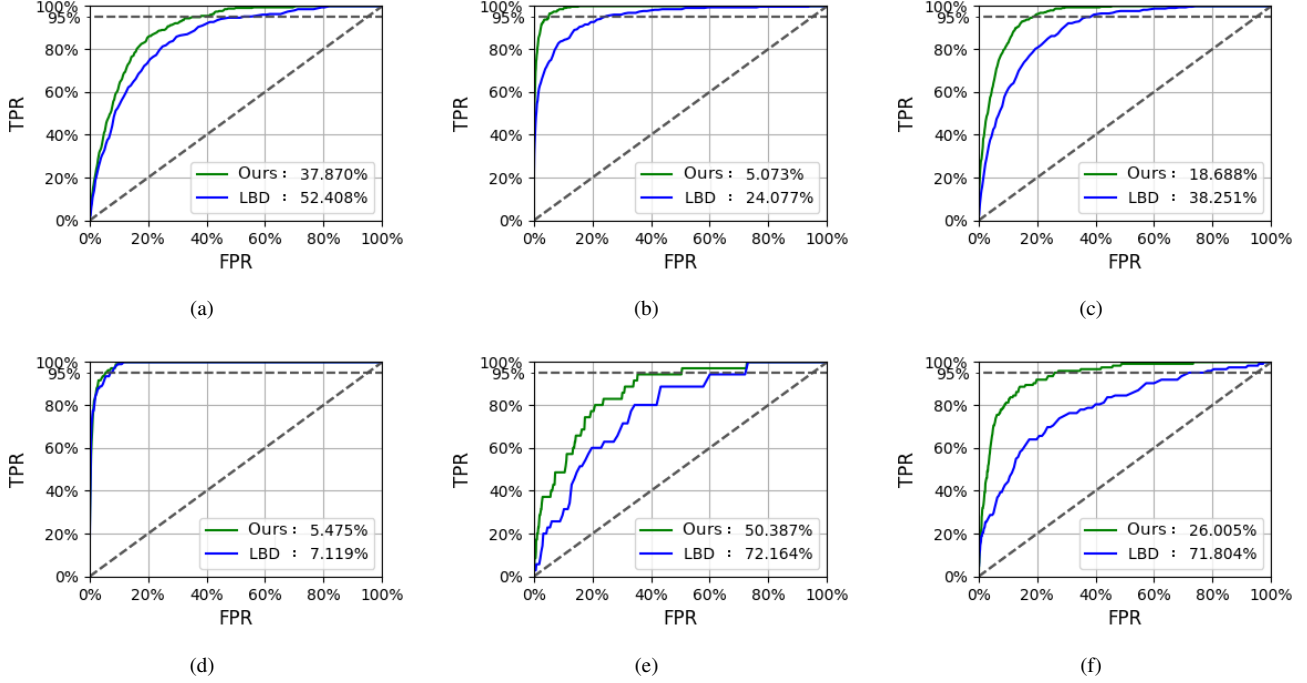 100%
95%
80%
60%
40%
20%
0%
TPR
Ours : 37.870%
LBD : 52.408%
0% 20% 40% 60% 80% 100%
FPR
(a)
100%
95%
80%
60%
40%
20%
0%
TPR
Ours : 5.073%
LBD : 24.077%
0% 20% 40% 60% 80% 100%
FPR
(b)
100%
95%
80%
60%
40%
20%
0%
TPR
Ours : 18.688%
LBD : 38.251%
0% 20% 40% 60% 80% 100%
FPR
(c)
100%
95%
80%
60%
40%
20%
0%
TPR
Ours : 5.475%
LBD : 7.119%
0% 20% 40% 60% 80% 100%
FPR
(d)
100%
95%
80%
60%
40%
20%
0%
TPR
Ours : 50.387%
LBD : 72.164%
0% 20% 40% 60% 80% 100%
FPR
(e)
100%
95%
80%
60%
40%
20%
0%
TPR
Ours : 26.005%
LBD : 71.804%
0% 20% 40% 60% 80% 100%
FPR
(f)